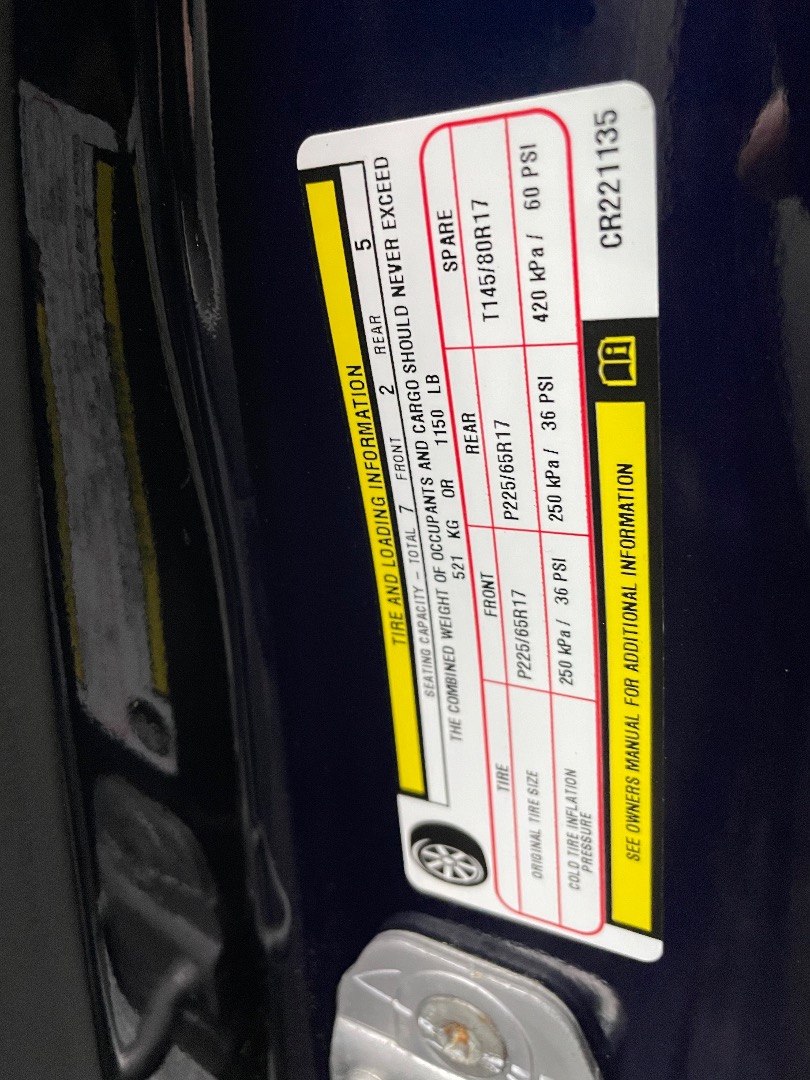 TIRE AND LOADING INFORMATION
SEATING CAPACITY – TOTAL 7 FRONT 2 REAR 5
THE COMBINED WEIGHT OF OCCUPANTS AND CARGO SHOULD NEVER EXCEED
521 KG OR 1150 LB
TIRE FRONT REAR SPARE
ORIGINAL TIRE SIZE P225/65R17 P225/65R17 T145/80R17
COLD TIRE INFLATION
PRESSURE 250 kPa / 36 PSI 250 kPa / 36 PSI 420 kPa / 60 PSI
SEE OWNERS MANUAL FOR ADDITIONAL INFORMATION
CR221135